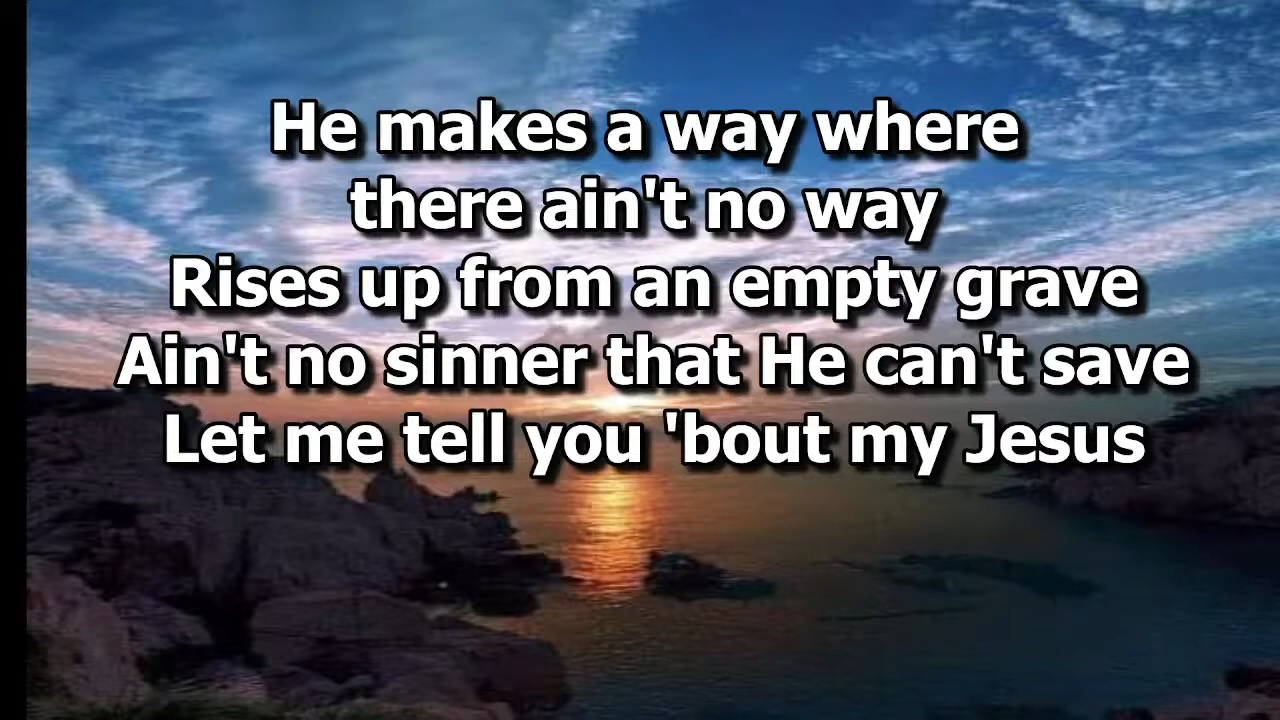 He makes a way where
there ain't no way
Rises up from an empty grave
Ain't no sinner that He can't save
Let me tell you 'bout my Jesus